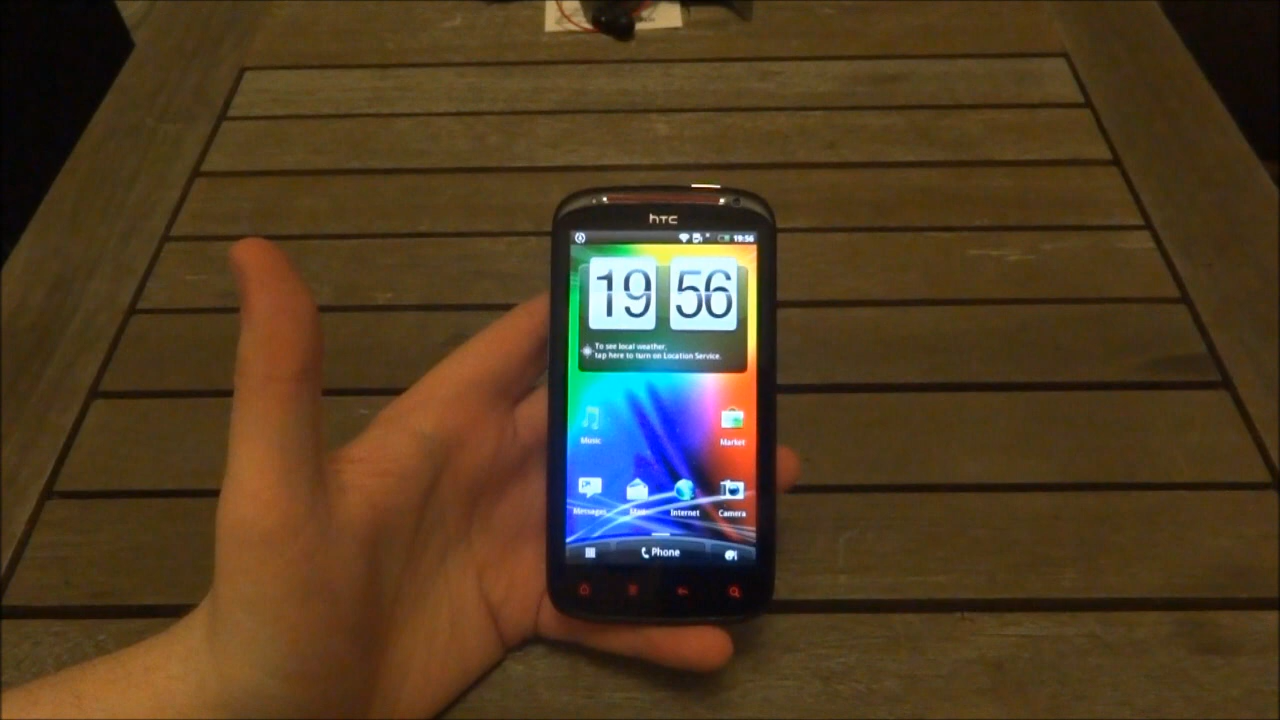 hTC
19:56
19 56
To see local weather,
tap here to turn on Location Service.
Music
Market
Messages
Mail
Internet
Camera
Phone